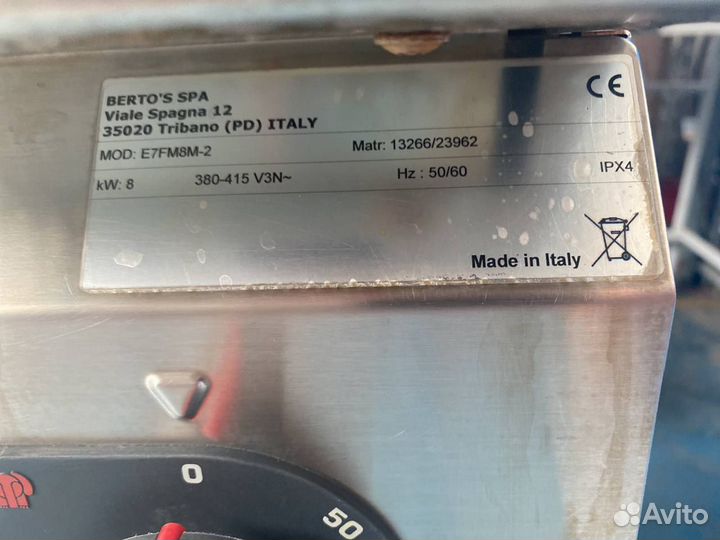 BERTO'S SPA
Viale Spagna 12
35020 Tribano (PD) ITALY
CE
MOD: E7FM8M-2 Matr: 13266/23962
kW: 8 380-415 V3N~ Hz : 50/60 IPX4
Made in Italy
0
50
Avito